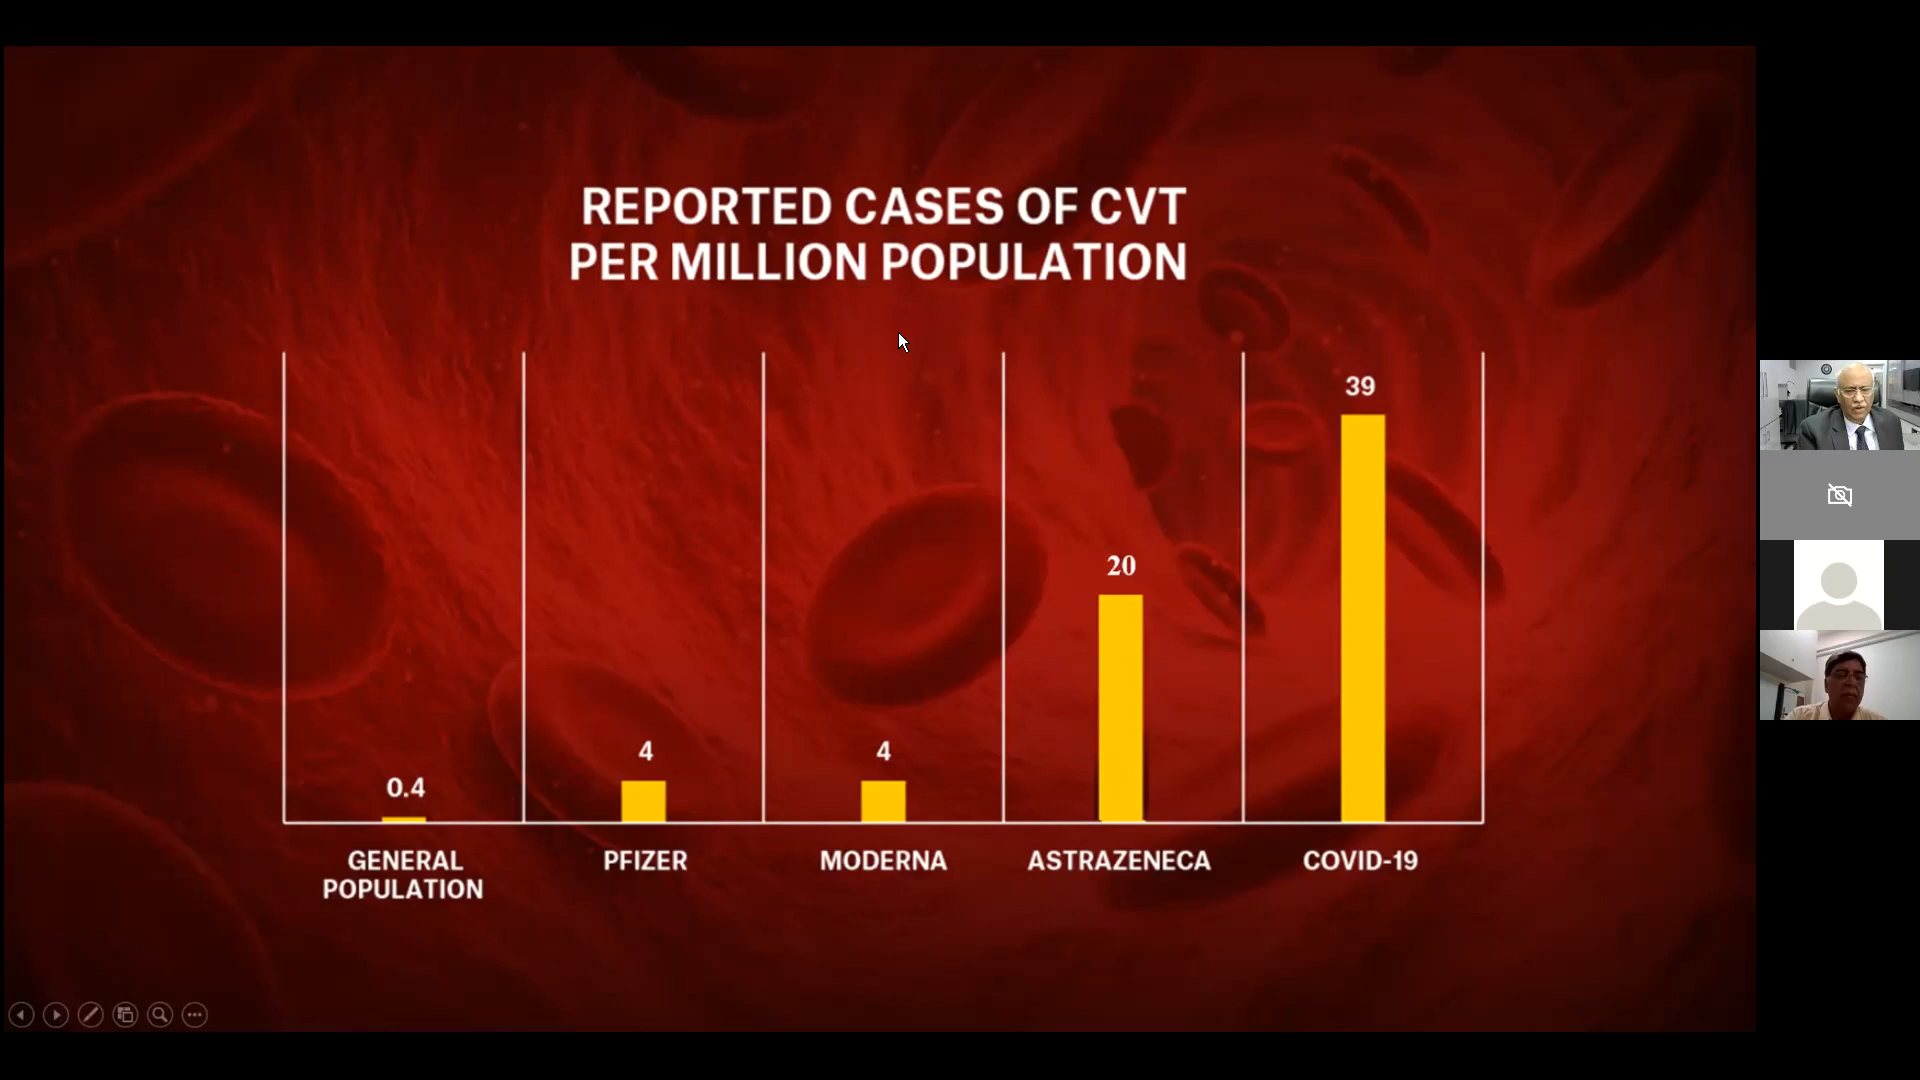 REPORTED CASES OF CVT
PER MILLION POPULATION
39
20
4
4
0.4
GENERAL
POPULATION
PFIZER
MODERNA
ASTRAZENECA
COVID-19